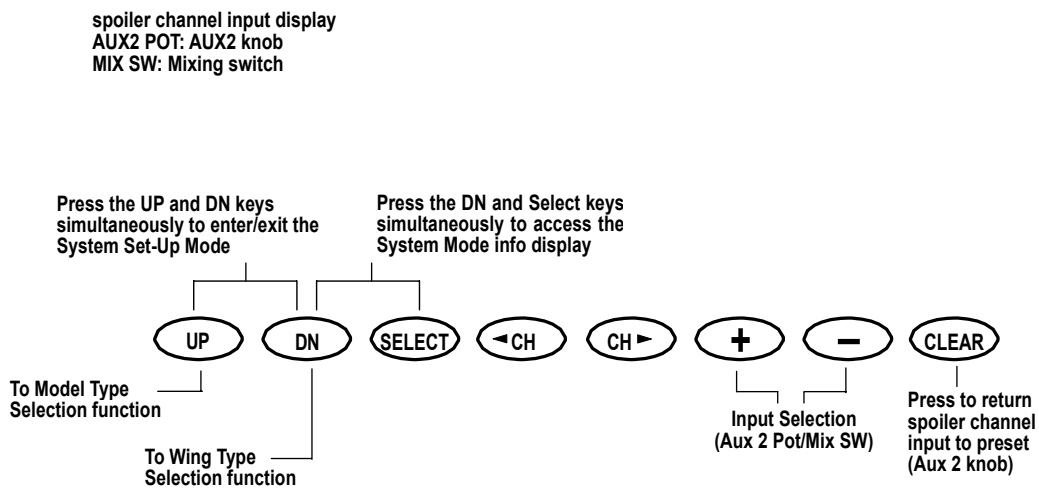 spoiler channel input display
AUX2 POT: AUX2 knob
MIX SW: Mixing switch
Press the UP and DN keys
simultaneously to enter/exit the
System Set-Up Mode
Press the DN and Select keys
simultaneously to access the
System Mode info display
UP
DN
SELECT
◄CH
CH►
+
−
CLEAR
To Model Type
Selection function
To Wing Type
Selection function
Input Selection
(Aux 2 Pot/Mix SW)
Press to return
spoiler channel
input to preset
(Aux 2 knob)